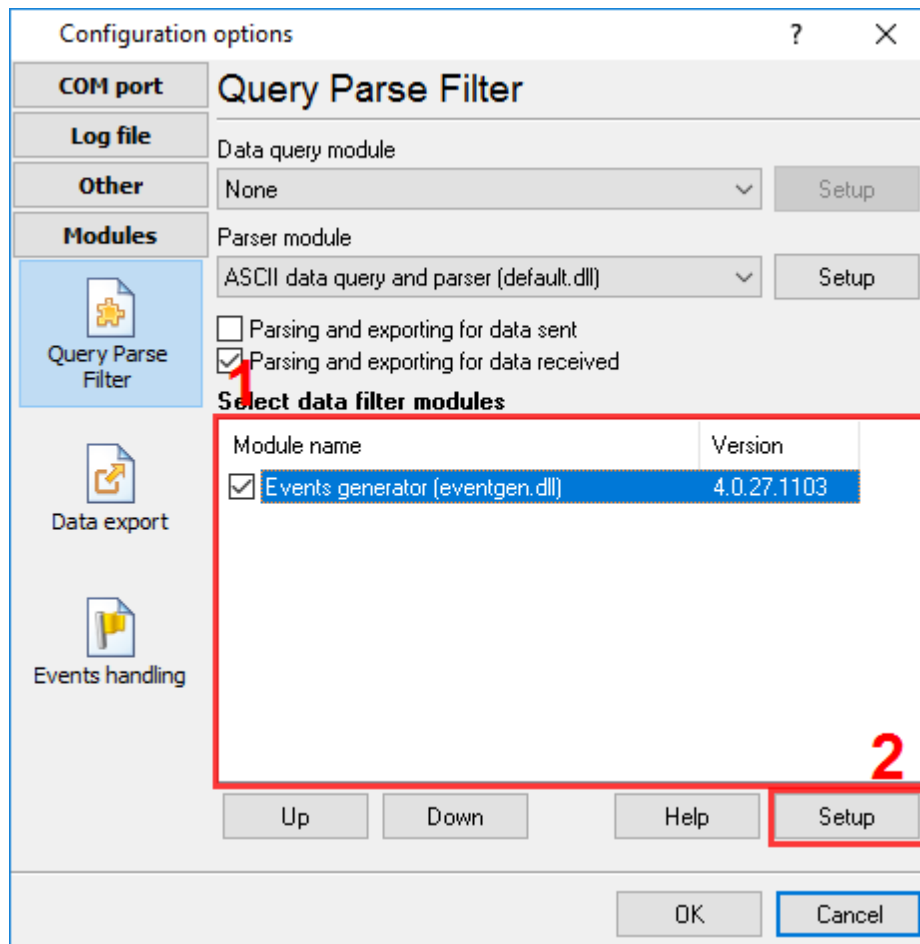 Configuration options
?
COM port
Log file
Other
Modules
Query Parse
Filter
Data export
Events handling
Query Parse Filter
Data query module
None
Setup
Parser module
ASCII data query and parser (default.dll)
Setup
Parsing and exporting for data sent
Parsing and exporting for data received
1
Select data filter modules
Module name Version
Events generator (eventgen.dll) 4.0.27.1103
2
Up Down Help Setup
OK Cancel